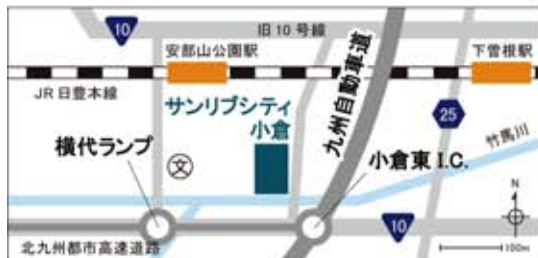 10
旧10号線
安部山公園駅
下曽根駅
JR日豊本線
サンリブシティ
小倉
九州自動車道
25
竹馬川
横代ランプ
文
小倉東 I.C.
N
10
北九州都市高速道路
100m